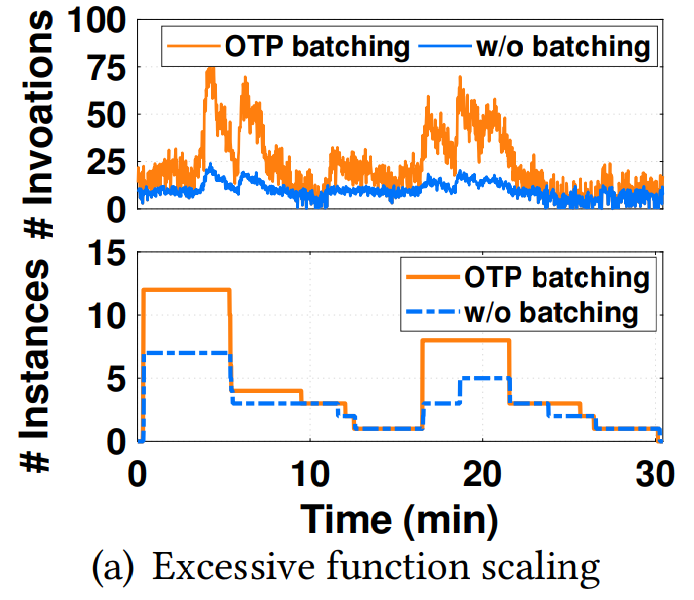 # Invoations
100
75
50
25
0
OTP batching
w/o batching
# Instances
15
10
5
0
OTP batching
w/o batching
0 10 20 30
Time (min)
(a) Excessive function scaling